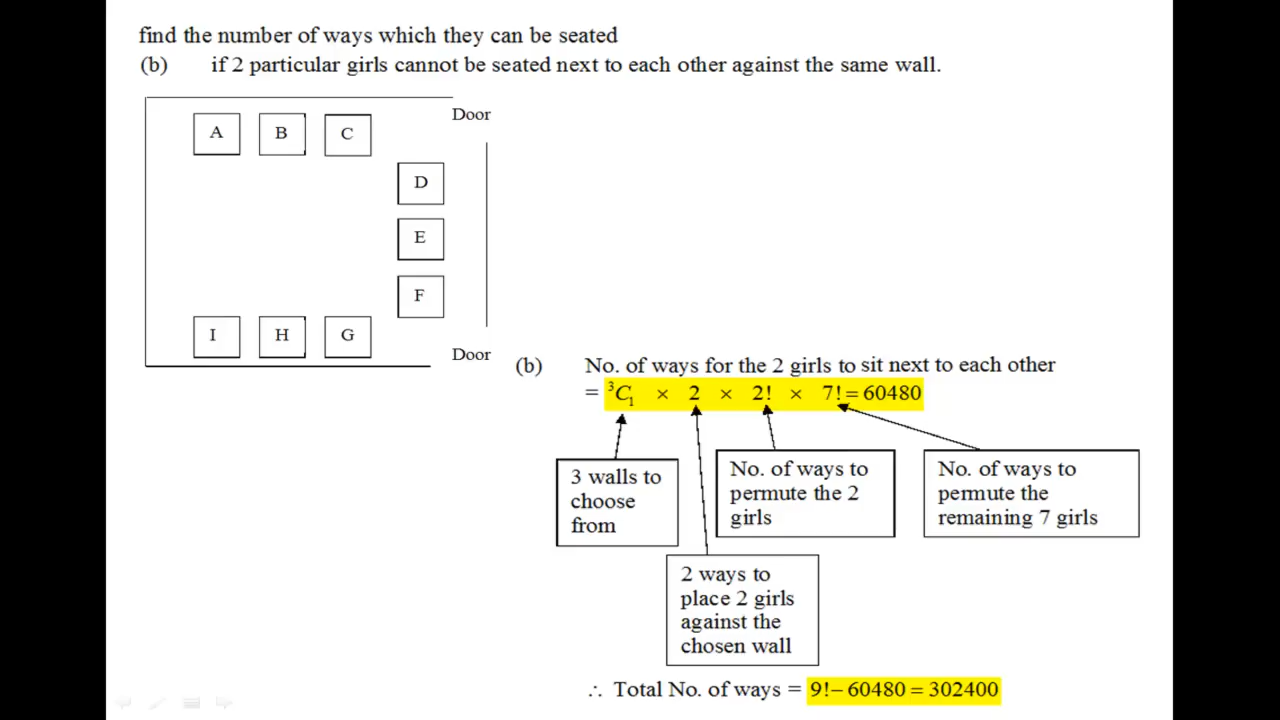 find the number of ways which they can be seated
(b) if 2 particular girls cannot be seated next to each other against the same wall.
Door
A B C
D
E
F
I H G
Door
(b) No. of ways for the 2 girls to sit next to each other
= ³C₁ × 2 × 2! × 7! = 60480
3 walls to
choose
from
No. of ways to
permute the 2
girls
No. of ways to
permute the
remaining 7 girls
2 ways to
place 2 girls
against the
chosen wall
∴ Total No. of ways = 9! – 60480 = 302400